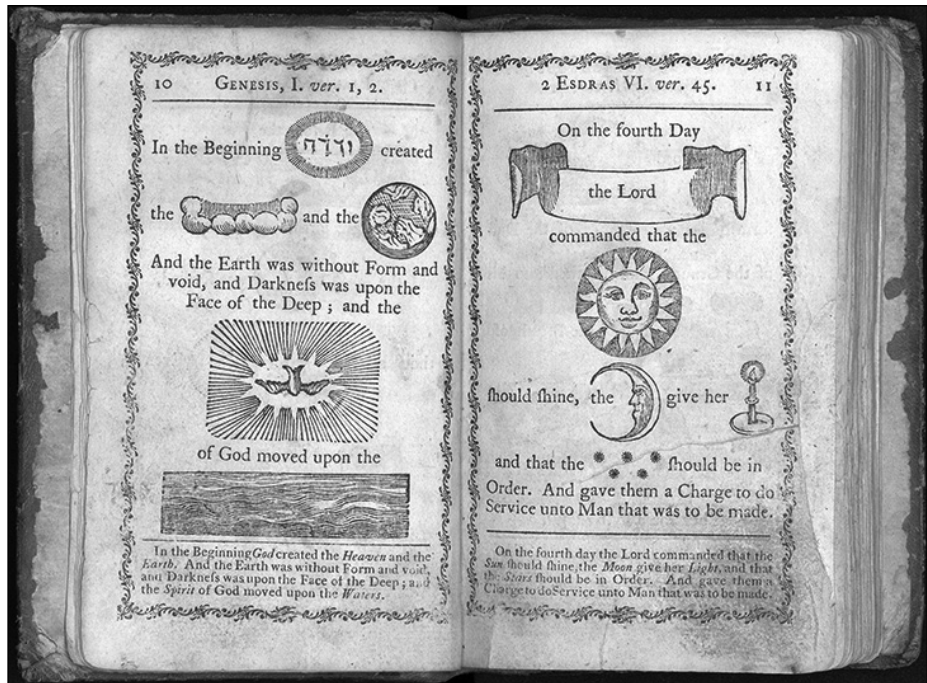 10 GENESIS, I. ver. 1, 2.
In the Beginning יהוה created
the and the
And the Earth was without Form and
void, and Darkneſs was upon the
Face of the Deep ; and the
of God moved upon the
In the Beginning God created the Heaven and the
Earth. And the Earth was without Form and void,
and Darkneſs was upon the Face of the Deep ; and
the Spirit of God moved upon the Waters.
2 ESDRAS VI. ver. 45. 11
On the fourth Day
the Lord
commanded that the
ſhould ſhine, the give her
and that the ſhould be in
Order. And gave them a Charge to do
Service unto Man that was to be made.
On the fourth day the Lord commanded that the
Sun ſhould ſhine, the Moon give her Light, and that
the Stars ſhould be in Order. And gave them a
Charge to do Service unto Man that was to be made.